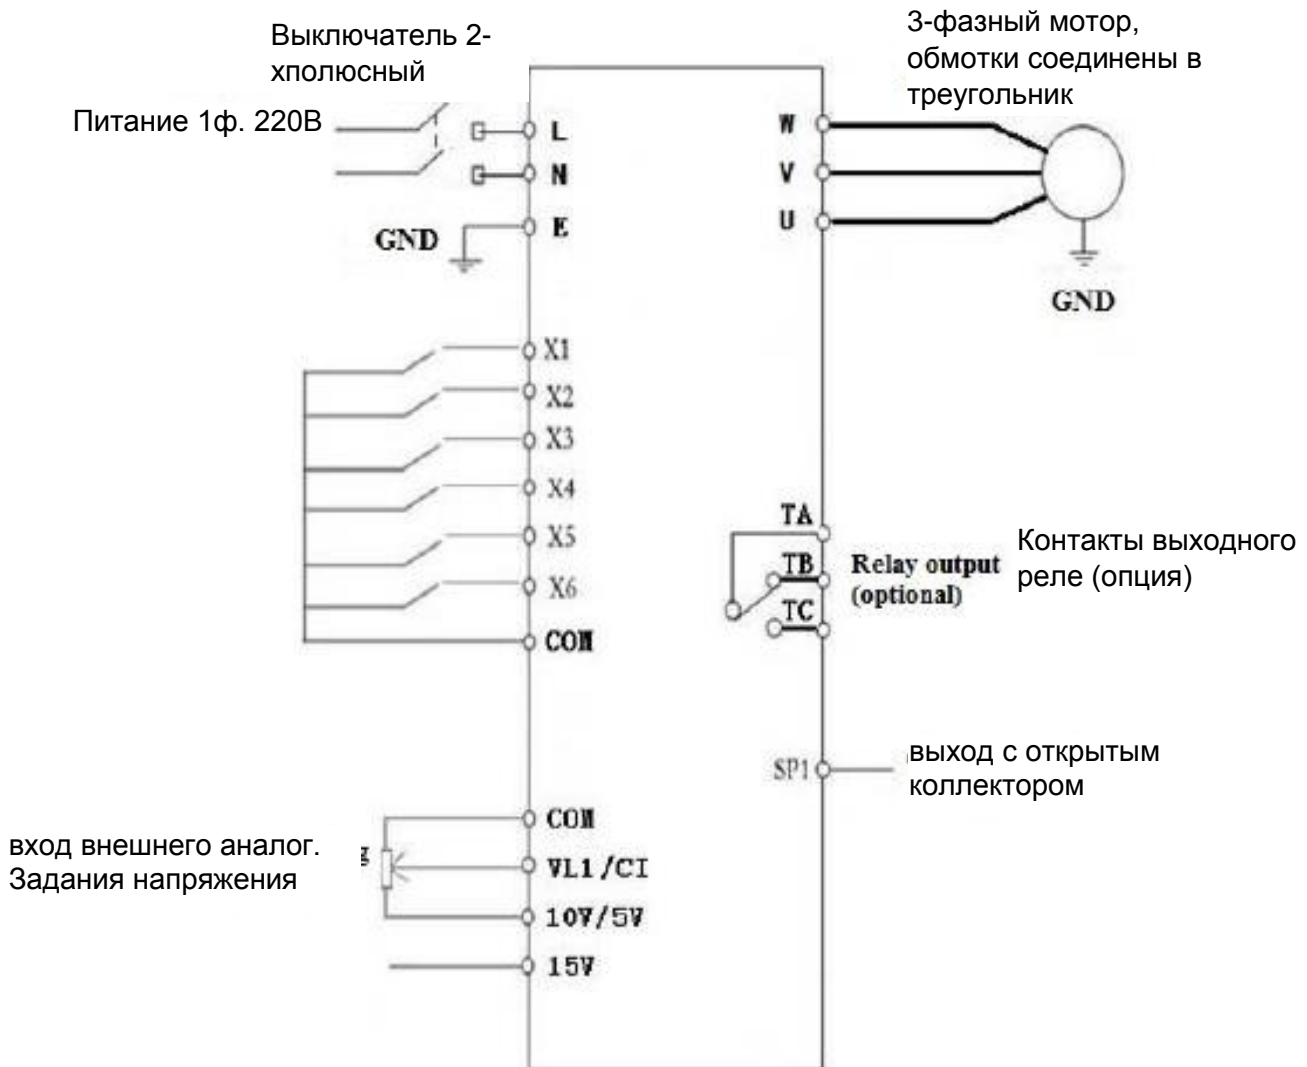 Выключатель 2-
хполюсный
3-фазный мотор,
обмотки соединены в
треугольник
Питание 1ф. 220В
L
N
E
GND
W
V
U
GND
X1
X2
X3
X4
X5
X6
COM
TA
TB
TC
Relay output
(optional)
Контакты выходного
реле (опция)
SP1
выход с открытым
коллектором
вход внешнего аналог.
Задания напряжения
COM
VL1/CI
10V/5V
15V